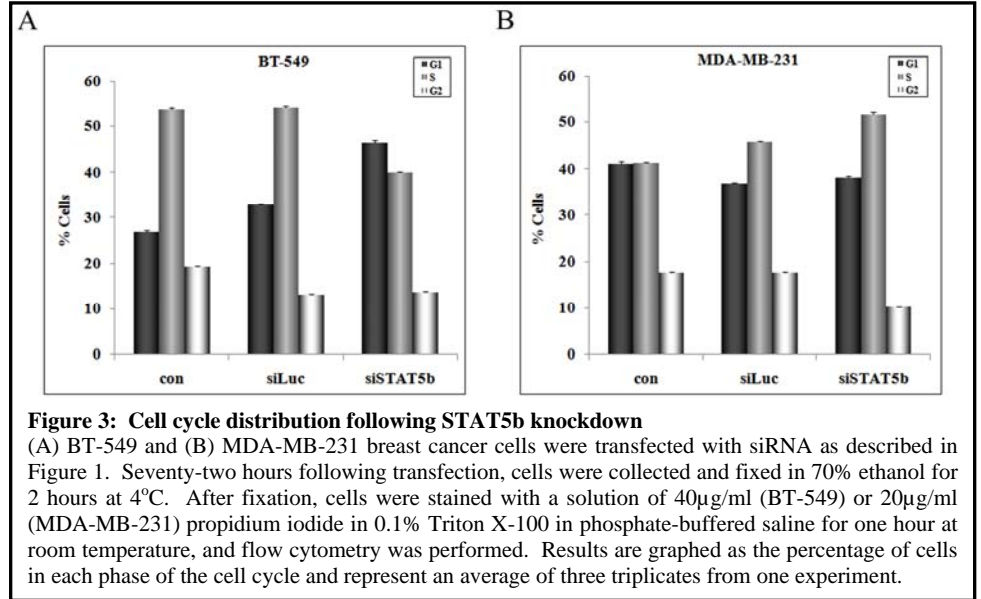 A
B
BT-549
G1
S
G2
60
50
40
30
20
10
0
% Cells
con siLuc siSTAT5b
MDA-MB-231
G1
S
G2
60
50
40
30
20
10
0
% Cells
con siLuc siSTAT5b
Figure 3: Cell cycle distribution following STAT5b knockdown
(A) BT-549 and (B) MDA-MB-231 breast cancer cells were transfected with siRNA as described in
Figure 1. Seventy-two hours following transfection, cells were collected and fixed in 70% ethanol for
2 hours at 4°C. After fixation, cells were stained with a solution of 40µg/ml (BT-549) or 20µg/ml
(MDA-MB-231) propidium iodide in 0.1% Triton X-100 in phosphate-buffered saline for one hour at
room temperature, and flow cytometry was performed. Results are graphed as the percentage of cells
in each phase of the cell cycle and represent an average of three triplicates from one experiment.